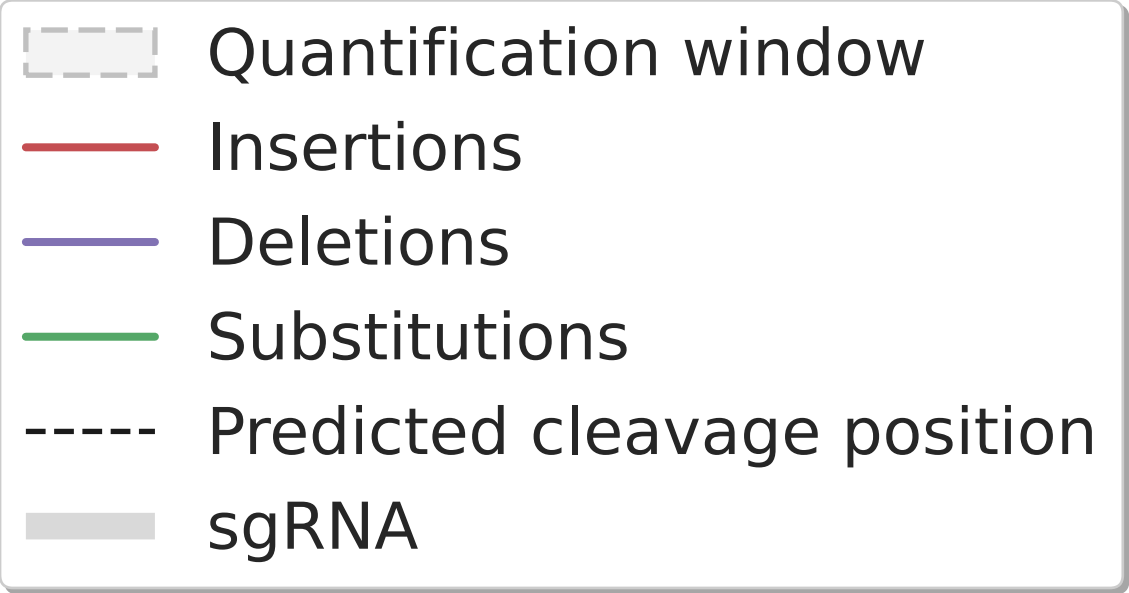 Quantification window
Insertions
Deletions
Substitutions
Predicted cleavage position
sgRNA